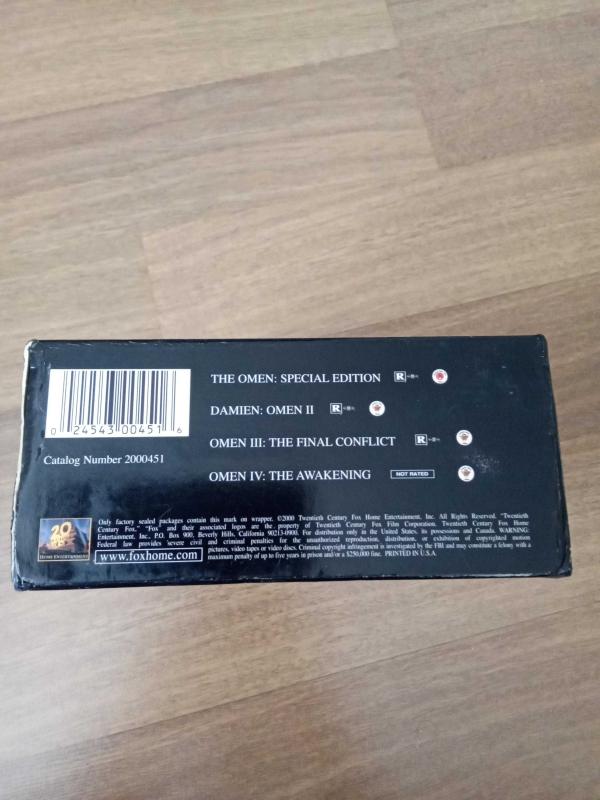 0 24543 00451 6
Catalog Number 2000451
THE OMEN: SPECIAL EDITION R
DAMIEN: OMEN II R
OMEN III: THE FINAL CONFLICT R
OMEN IV: THE AWAKENING NOT RATED
20
HOME ENTERTAINMENT
Only factory sealed packages contain this mark on wrapper. ©2000 Twentieth Century Fox Home Entertainment, Inc. All Rights Reserved. "Twentieth
Century Fox," "Fox" and their associated logos are the property of Twentieth Century Fox Film Corporation. Twentieth Century Fox Home
Entertainment, Inc., P.O. Box 900, Beverly Hills, California 90213-0900. For distribution only in the United States, its possessions and Canada. WARNING:
Federal law provides severe civil and criminal penalties for the unauthorized reproduction, distribution, or exhibition of copyrighted motion
www.foxhome.com pictures, video tapes or video discs. Criminal copyright infringement is investigated by the FBI and may constitute a felony with a
maximum penalty of up to five years in prison and/or a $250,000 fine. PRINTED IN U.S.A.